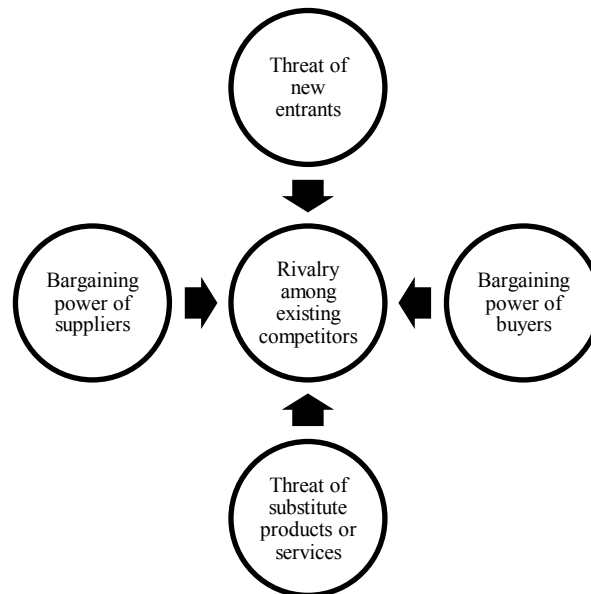 Threat of
new
entrants
Bargaining
power of
suppliers
Rivalry
among
existing
competitors
Bargaining
power of
buyers
Threat of
substitute
products or
services